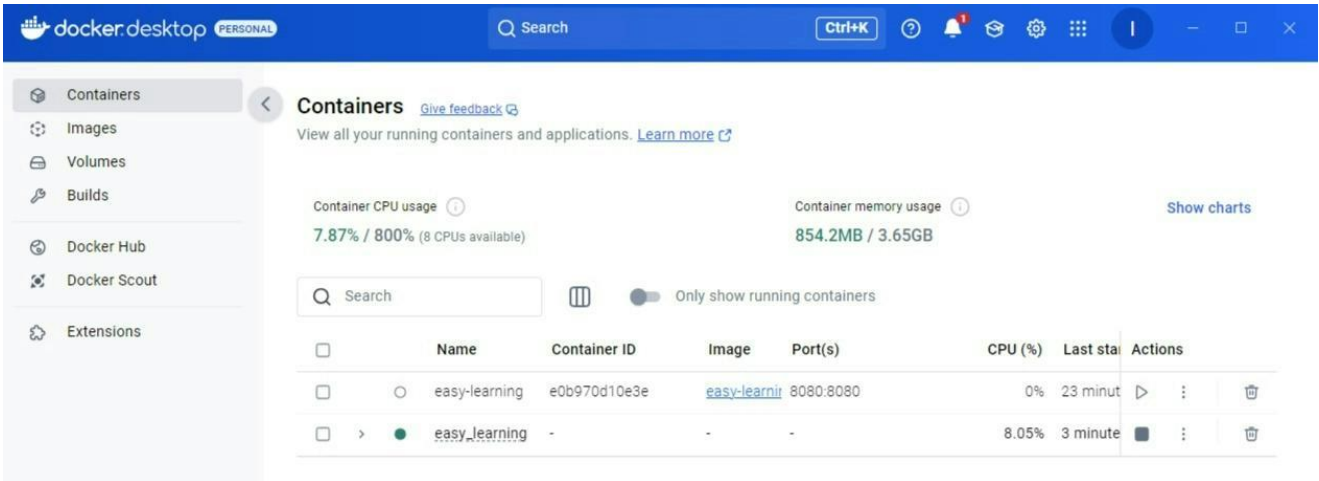 docker.desktop PERSONAL Search Ctrl+K 1 I
Containers
Images
Volumes
Builds
Docker Hub
Docker Scout
Extensions
Containers Give feedback
View all your running containers and applications. Learn more
Container CPU usage
7.87% / 800% (8 CPUs available)
Container memory usage
854.2MB / 3.65GB
Show charts
Search Only show running containers
Name Container ID Image Port(s) CPU (%) Last star Actions
easy-learning e0b970d10e3e easy-learnin 8080:8080 0% 23 minut
easy_learning - - - 8.05% 3 minute